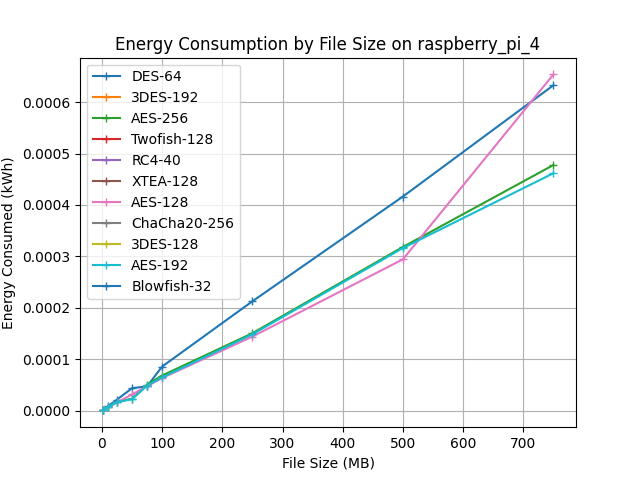 Energy Consumption by File Size on raspberry_pi_4
DES-64
3DES-192
AES-256
Twofish-128
RC4-40
XTEA-128
AES-128
ChaCha20-256
3DES-128
AES-192
Blowfish-32
Energy Consumed (kWh)
0.0006
0.0005
0.0004
0.0003
0.0002
0.0001
0.0000
0 100 200 300 400 500 600 700
File Size (MB)